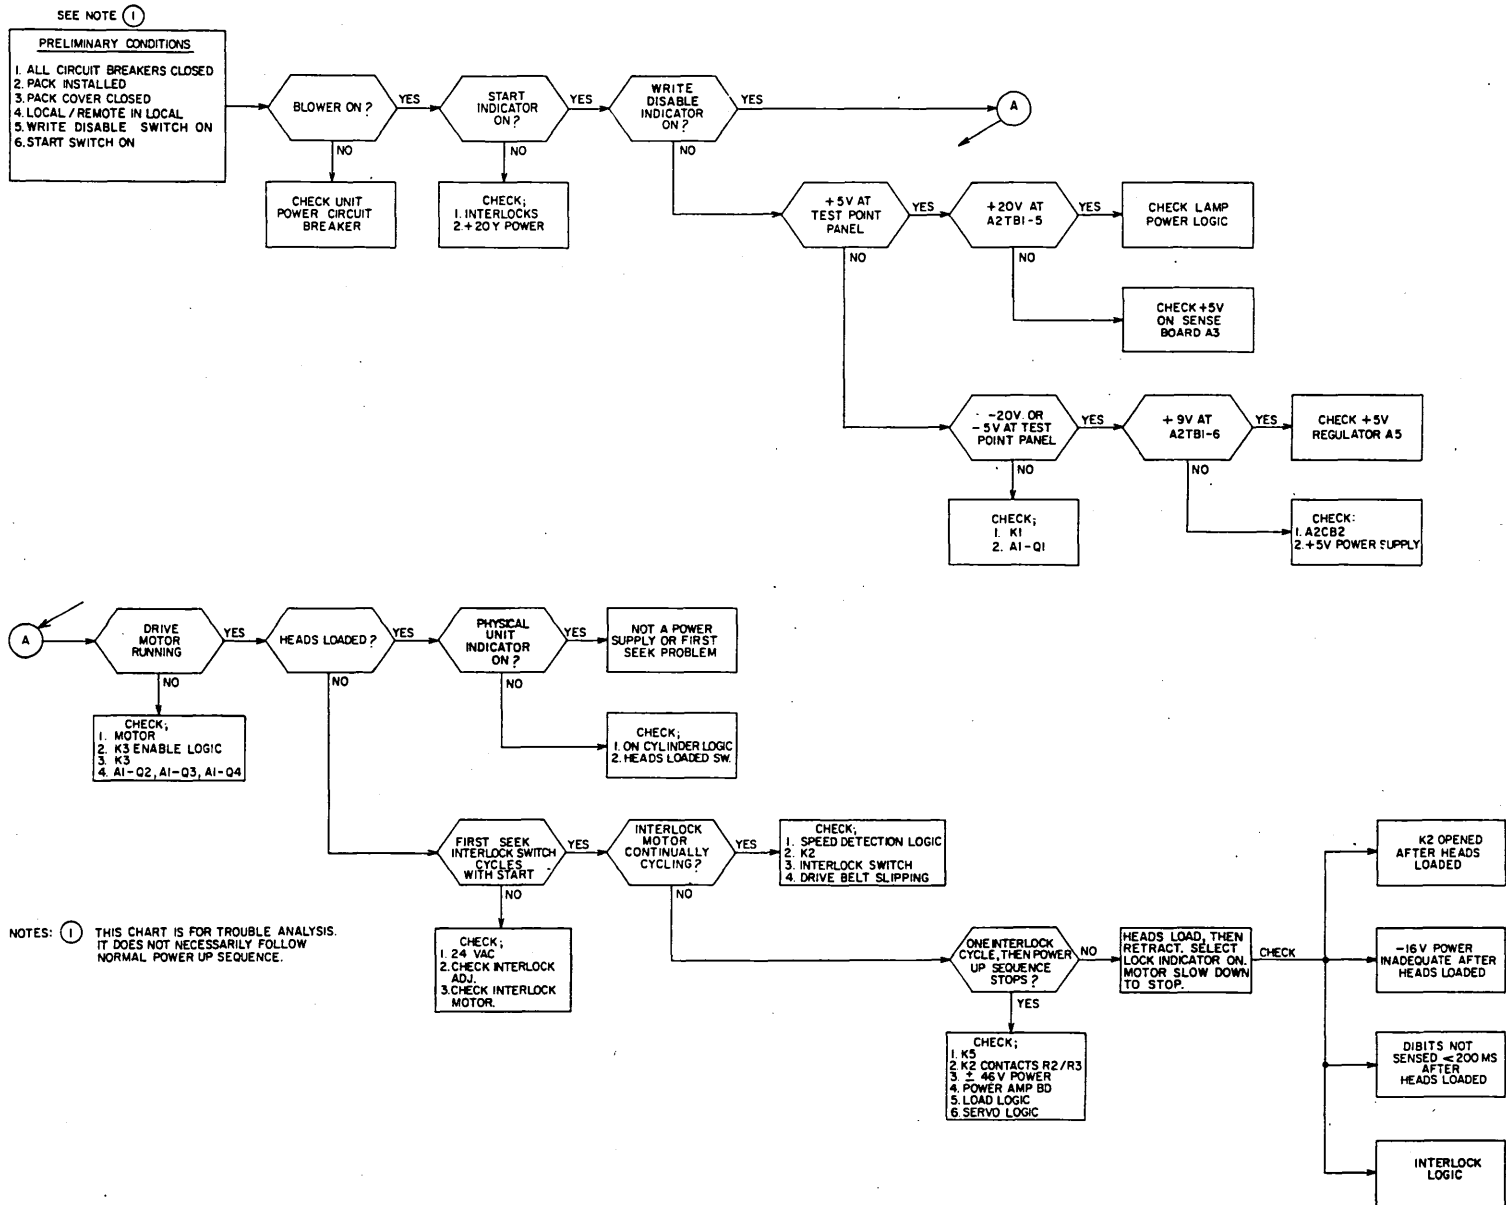 SEE NOTE 1
PRELIMINARY CONDITIONS
1. ALL CIRCUIT BREAKERS CLOSED
2. PACK INSTALLED
3. PACK COVER CLOSED
4. LOCAL/REMOTE IN LOCAL
5. WRITE DISABLE SWITCH ON
6. START SWITCH ON
BLOWER ON?
YES
NO
CHECK UNIT
POWER CIRCUIT
BREAKER
START
INDICATOR
ON?
YES
NO
CHECK;
1. INTERLOCKS
2. +20Y POWER
WRITE
DISABLE
INDICATOR
ON?
YES
NO
A
+5V AT
TEST POINT
PANEL
YES
NO
+20V AT
A2TB1-5
YES
NO
CHECK LAMP
POWER LOGIC
CHECK +5V
ON SENSE
BOARD A3
-20V OR
-5V AT TEST
POINT PANEL
YES
NO
+9V AT
A2TB1-6
YES
NO
CHECK +5V
REGULATOR A5
CHECK;
1. K1
2. A1-Q1
CHECK:
1. A2CB2
2. +5V POWER SUPPLY
A
DRIVE
MOTOR
RUNNING
YES
NO
CHECK;
1. MOTOR
2. K3 ENABLE LOGIC
3. K3
4. A1-Q2, A1-Q3, A1-Q4
HEADS LOADED?
YES
NO
PHYSICAL
UNIT
INDICATOR
ON?
YES
NO
NOT A POWER
SUPPLY OR FIRST
SEEK PROBLEM
CHECK;
1. ON CYLINDER LOGIC
2. HEADS LOADED SW.
FIRST SEEK
INTERLOCK SWITCH
CYCLES
WITH START
YES
NO
INTERLOCK
MOTOR
CONTINUALLY
CYCLING?
YES
NO
CHECK;
1. SPEED DETECTION LOGIC
2. K2
3. INTERLOCK SWITCH
4. DRIVE BELT SLIPPING
CHECK;
1. 24 VAC
2. CHECK INTERLOCK
ADJ.
3. CHECK INTERLOCK
MOTOR.
ONE INTERLOCK
CYCLE, THEN POWER
UP SEQUENCE
STOPS?
NO
YES
HEADS LOAD, THEN
RETRACT. SELECT
LOCK INDICATOR ON.
MOTOR SLOW DOWN
TO STOP.
CHECK
CHECK;
1. K5
2. K2 CONTACTS R2/R3
3. ± 46V POWER
4. POWER AMP BD
5. LOAD LOGIC
6. SERVO LOGIC
K2 OPENED
AFTER HEADS
LOADED
-16V POWER
INADEQUATE AFTER
HEADS LOADED
DIBITS NOT
SENSED <200 MS
AFTER
HEADS LOADED
INTERLOCK
LOGIC
NOTES: 1 THIS CHART IS FOR TROUBLE ANALYSIS.
IT DOES NOT NECESSARILY FOLLOW
NORMAL POWER UP SEQUENCE.